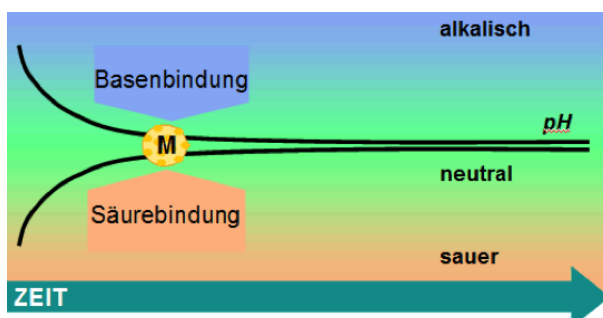 alkalisch
Basenbindung
pH
M
neutral
Säurebindung
sauer
ZEIT